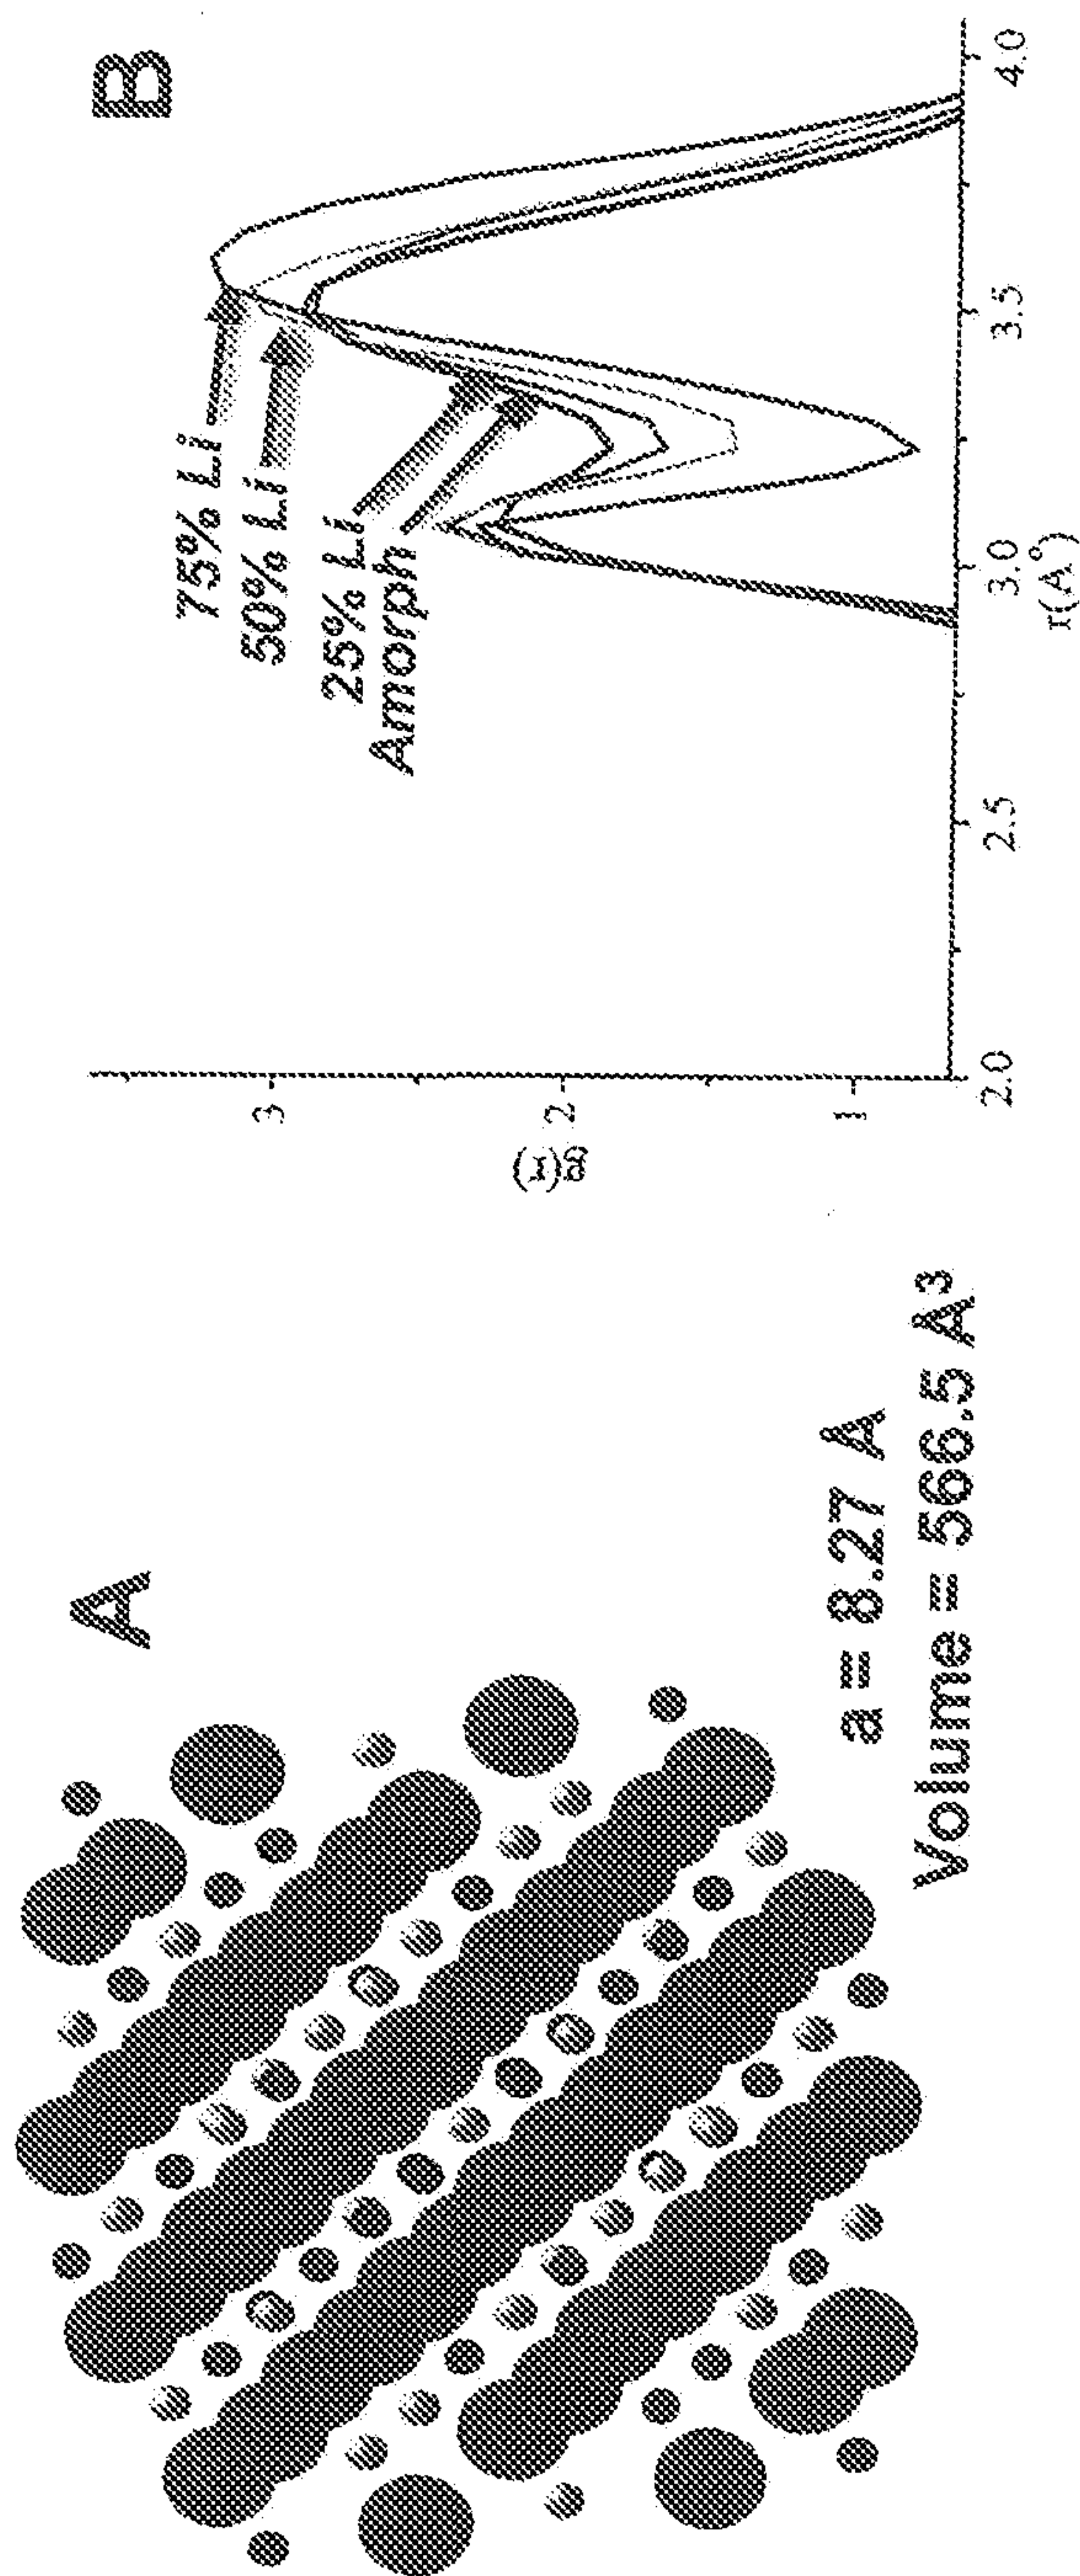 A
a = 8.27 A
Volume = 566.5 A³
B
75% Li
50% Li
25% Li
Amorph
g(r)
3
2
1
2.0
2.5
3.0
3.5
4.0
r(A°)